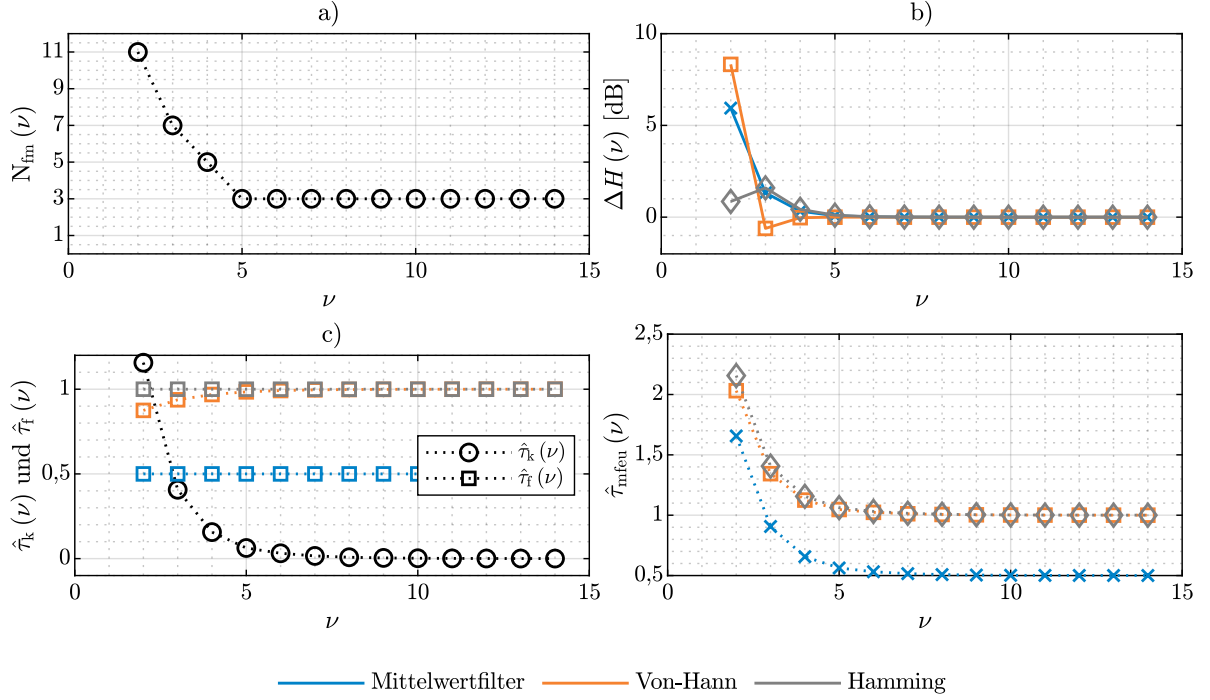 a)
11
9
7
5
3
1
N_fm (ν)
0 5 10 15
ν
b)
10
5
0
ΔH (ν) [dB]
0 5 10 15
ν
c)
1
0,5
0
τ̂_k (ν) und τ̂_f (ν)
τ̂_k (ν)
τ̂_f (ν)
0 5 10 15
ν
2,5
2
1,5
1
0,5
τ̂_mfeu (ν)
0 5 10 15
ν
Mittelwertfilter Von-Hann Hamming